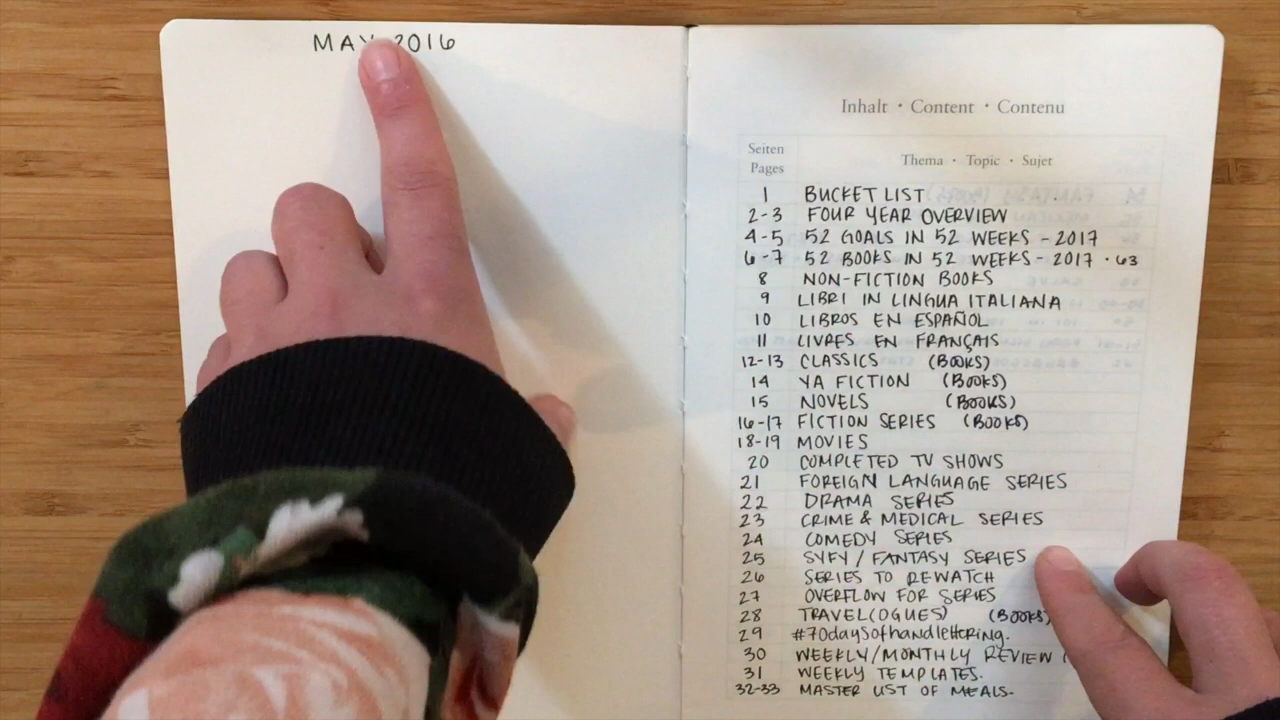 MAY 2016
Inhalt · Content · Contenu
Seiten
Pages
Thema · Topic · Sujet
1 BUCKET LIST
2-3 FOUR YEAR OVERVIEW
4-5 52 GOALS IN 52 WEEKS - 2017
6-7 52 BOOKS IN 52 WEEKS - 2017 · 63
8 NON-FICTION BOOKS
9 LIBRI IN LINGUA ITALIANA
10 LIBROS EN ESPAÑOL
11 LIVRES EN FRANÇAIS
12-13 CLASSICS (BOOKS)
14 YA FICTION (BOOKS)
15 NOVELS (BOOKS)
16-17 FICTION SERIES (BOOKS)
18-19 MOVIES
20 COMPLETED TV SHOWS
21 FOREIGN LANGUAGE SERIES
22 DRAMA SERIES
23 CRIME & MEDICAL SERIES
24 COMEDY SERIES
25 SYFY / FANTASY SERIES
26 SERIES TO REWATCH
27 OVERFLOW FOR SERIES
28 TRAVEL(OGUES) (BOOKS)
29 #70daysofhandlettering.
30 WEEKLY/MONTHLY REVIEW
31 WEEKLY TEMPLATES.
32-33 MASTER LIST OF MEALS.